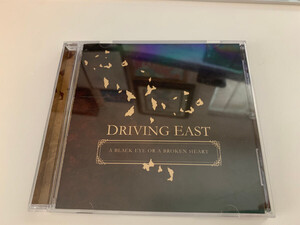 DRIVING EAST
A BLACK EYE OR A BROKEN HEART